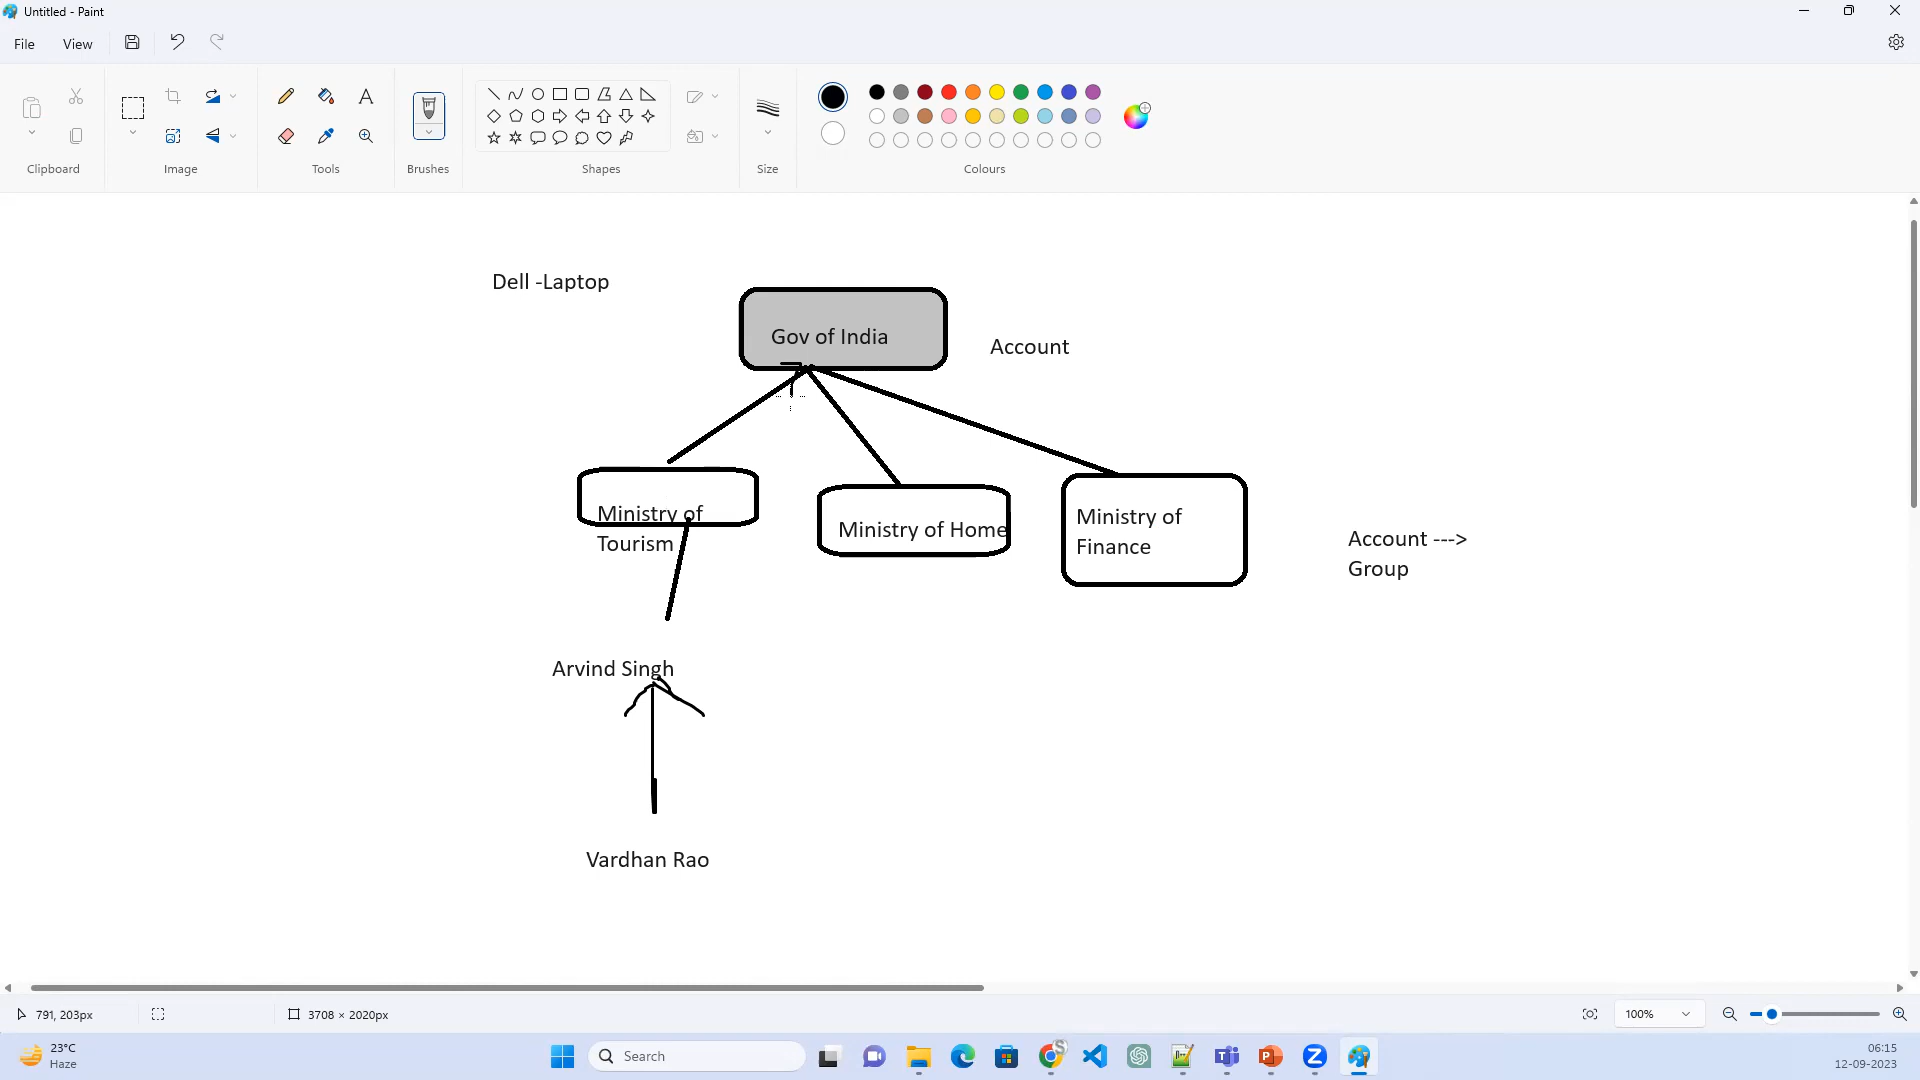 Untitled - Paint
File View
Clipboard Image Tools Brushes Shapes Size Colours
Dell -Laptop
Gov of India
Account
Ministry of
Tourism
Ministry of Home
Ministry of
Finance
Account --->
Group
Arvind Singh
Vardhan Rao
791, 203px
3708 × 2020px
100%
23°C
Haze
Search
06:15
12-09-2023